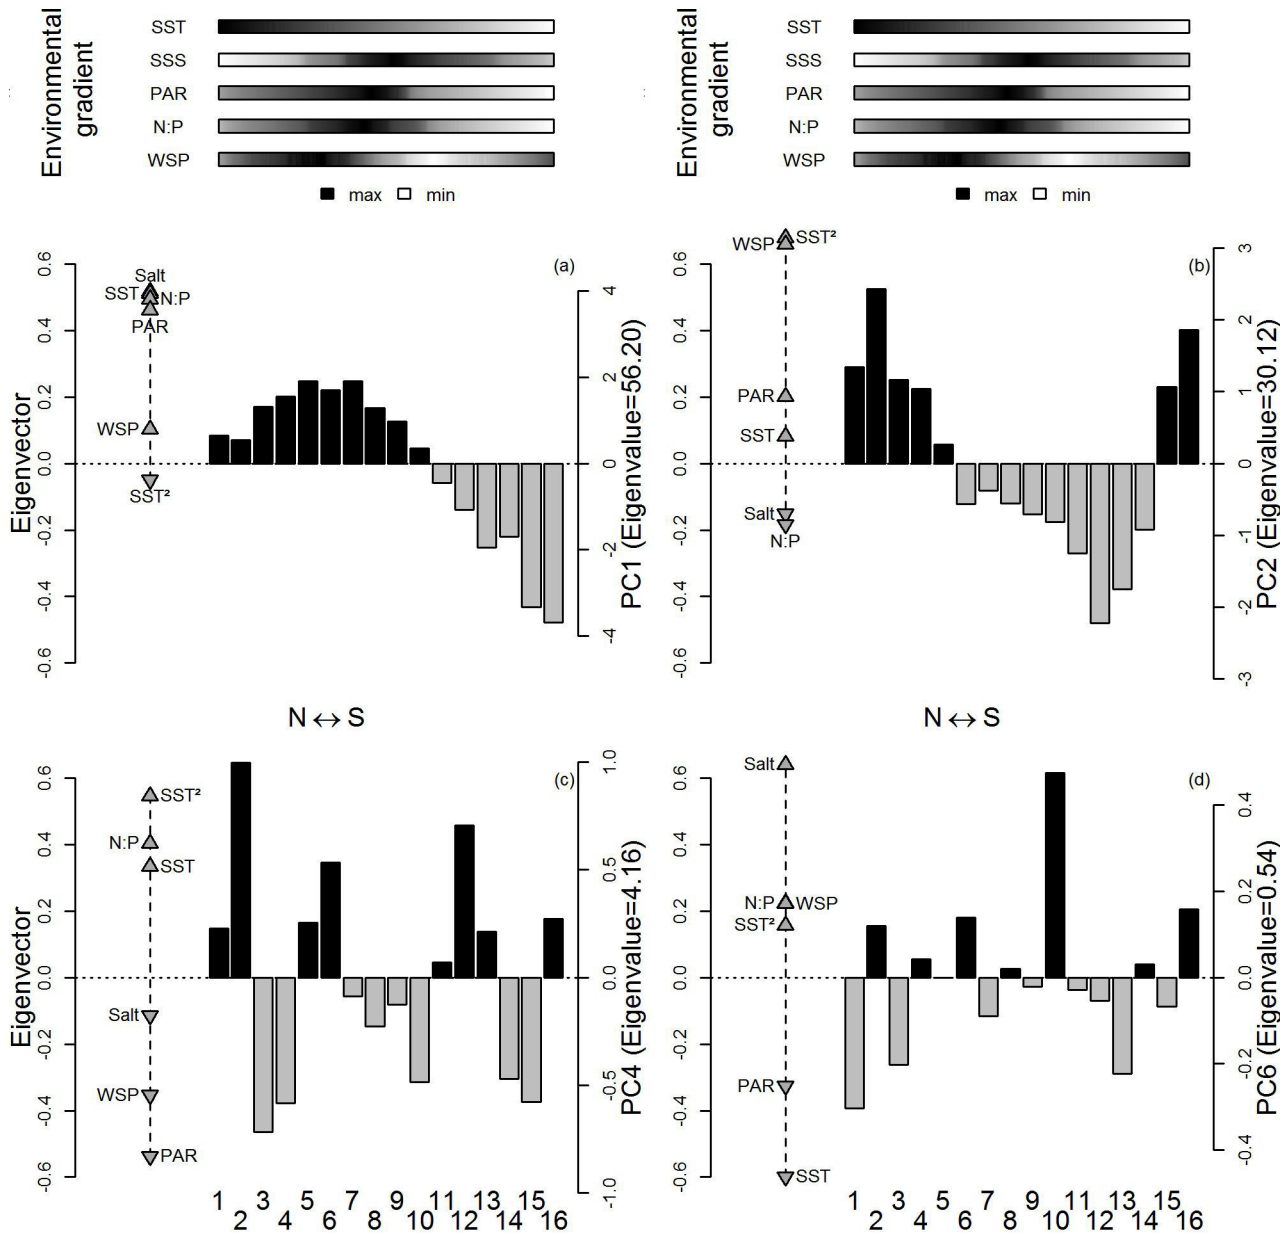 Environmental
gradient
SST
SSS
PAR
N:P
WSP
max min
Environmental
gradient
SST
SSS
PAR
N:P
WSP
max min
(a)
Eigenvector
0.6
0.4
0.2
0.0
-0.2
-0.4
-0.6
Salt
SST
N:P
PAR
WSP
SST²
4
2
0
-2
-4
PC1 (Eigenvalue=56.20)
N ↔ S
(b)
0.6
0.4
0.2
0.0
-0.2
-0.4
-0.6
WSP
SST²
PAR
SST
Salt
N:P
3
2
1
0
-1
-2
-3
PC2 (Eigenvalue=30.12)
N ↔ S
(c)
Eigenvector
0.6
0.4
0.2
0.0
-0.2
-0.4
-0.6
SST²
N:P
SST
Salt
WSP
PAR
1.0
0.5
0.0
-0.5
-1.0
PC4 (Eigenvalue=4.16)
1 3 5 7 9 11 13 15
2 4 6 8 10 12 14 16
(d)
0.6
0.4
0.2
0.0
-0.2
-0.4
-0.6
Salt
N:P WSP
SST²
PAR
SST
0.4
0.2
0.0
-0.2
-0.4
PC6 (Eigenvalue=0.54)
1 3 5 7 9 11 13 15
2 4 6 8 10 12 14 16